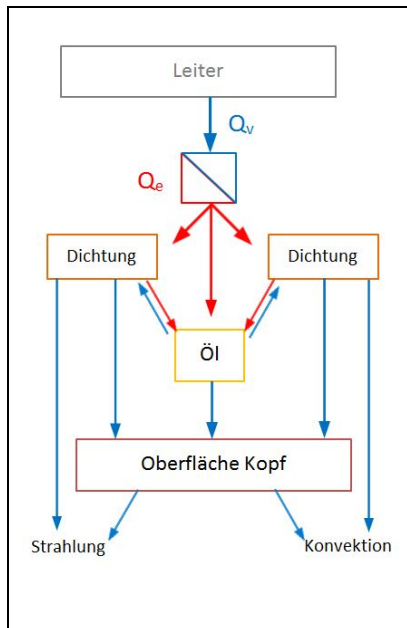 Leiter
Qv
Qe
Dichtung
Dichtung
Öl
Oberfläche Kopf
Strahlung
Konvektion